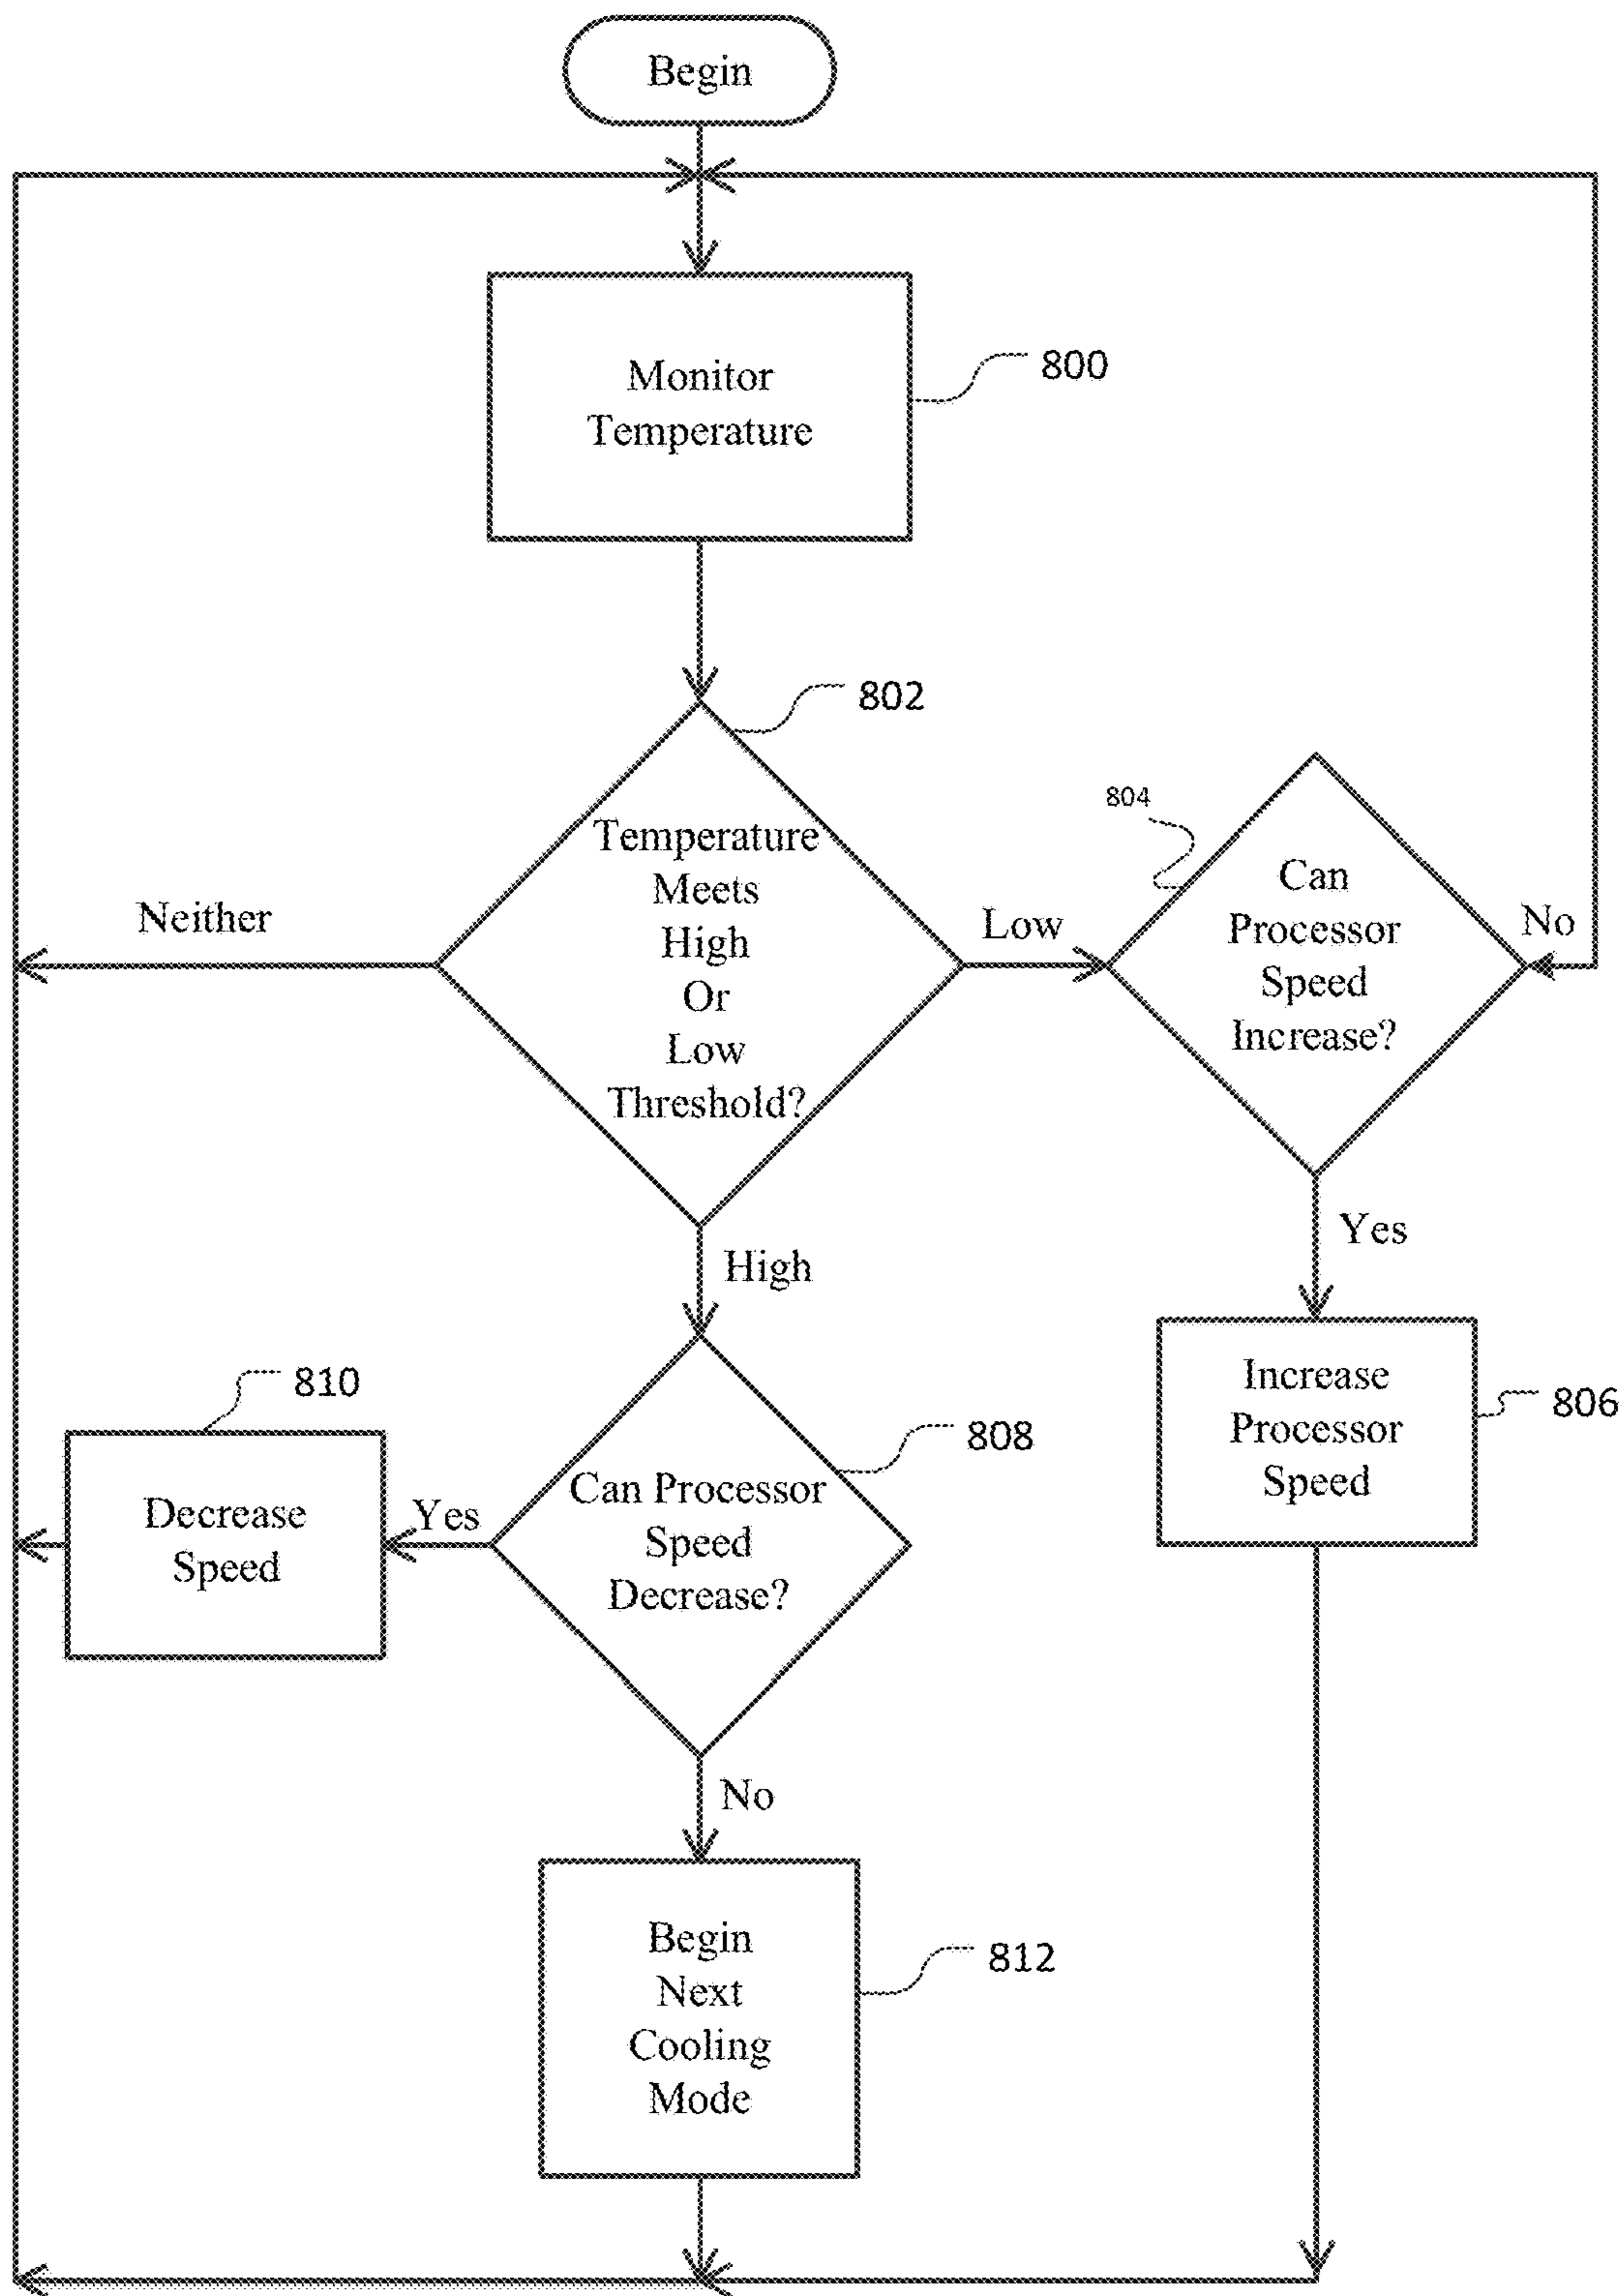 Begin
Monitor
Temperature
800
802
Temperature
Meets
High
Or
Low
Threshold?
Neither
Low
804
Can
Processor
Speed
Increase?
No
Yes
High
Increase
Processor
Speed
806
810
Decrease
Speed
Yes
808
Can Processor
Speed
Decrease?
No
Begin
Next
Cooling
Mode
812